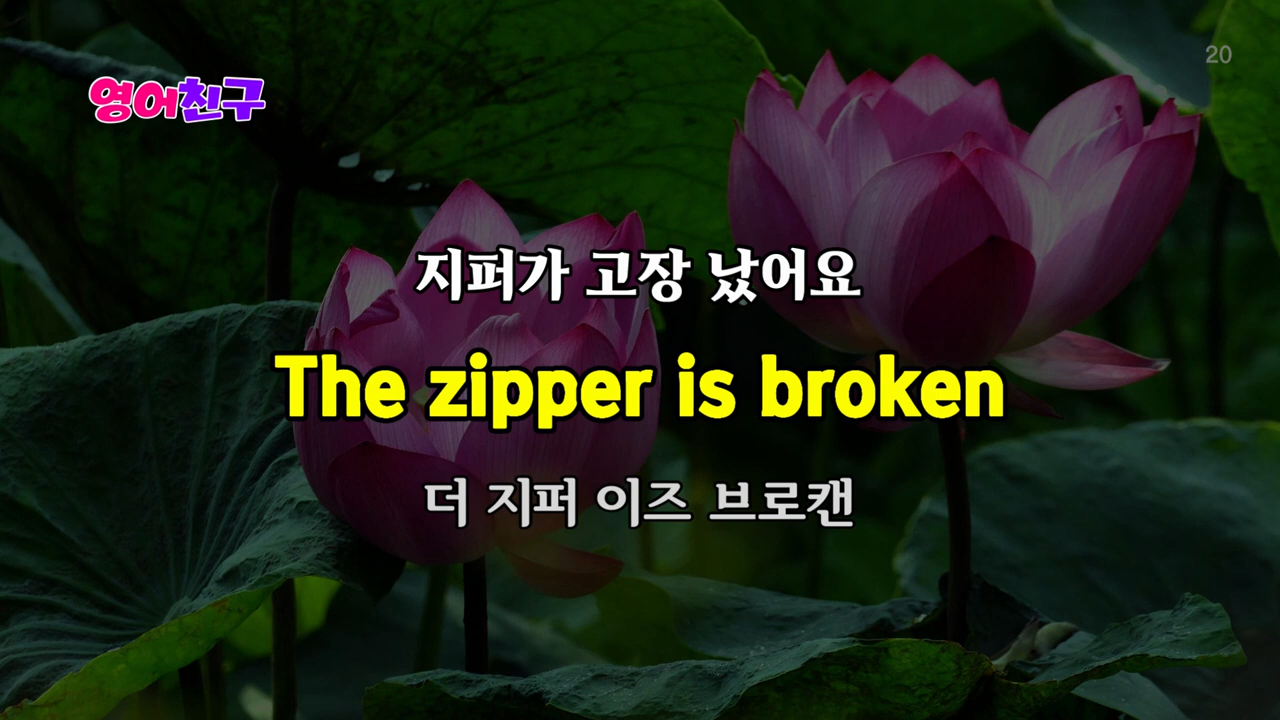 20
영어친구
지퍼가 고장 났어요
The zipper is broken
더 지퍼 이즈 브로캔